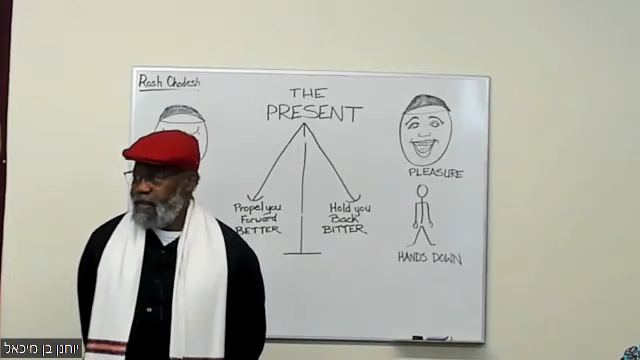 Rosh Chodesh
THE
PRESENT
PLEASURE
Propel you
Forward
BETTER
Hold you
Back
BITTER
HANDS DOWN
יוחנן בן מיכאל